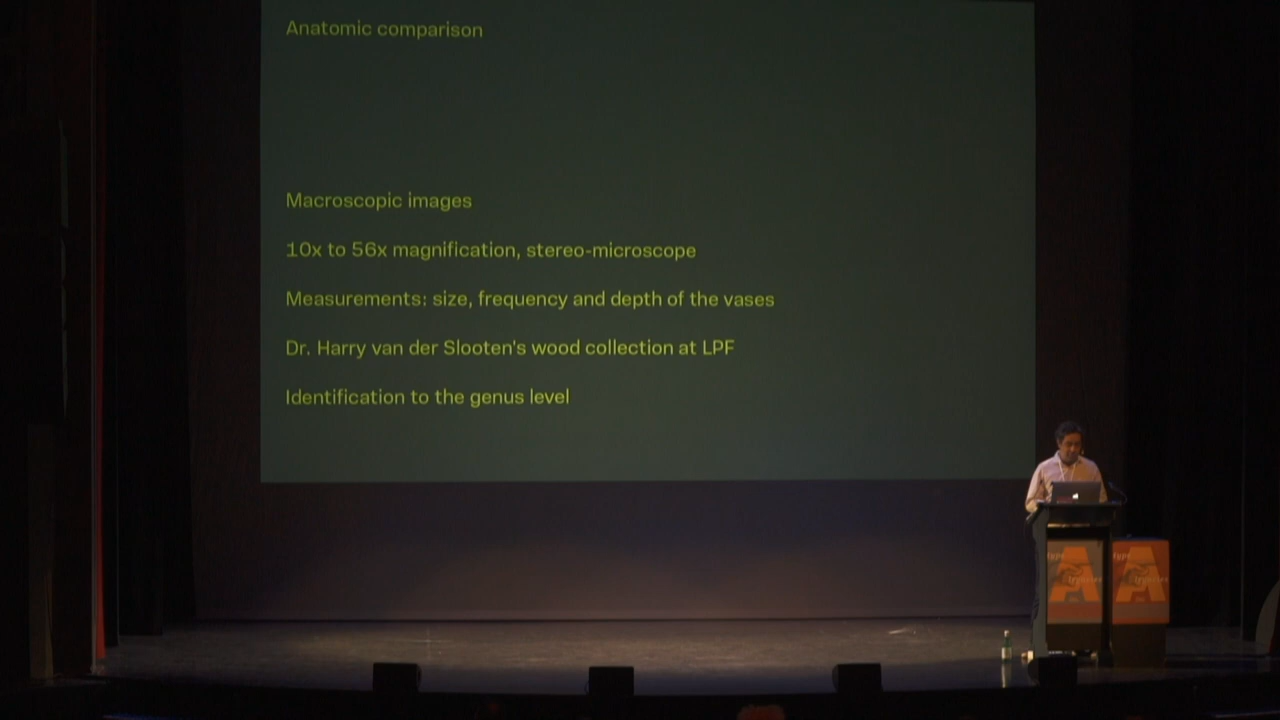 Anatomic comparison
Macroscopic images
10x to 56x magnification, stereo-microscope
Measurements: size, frequency and depth of the vases
Dr. Harry van der Slooten's wood collection at LPF
Identification to the genus level
A
A